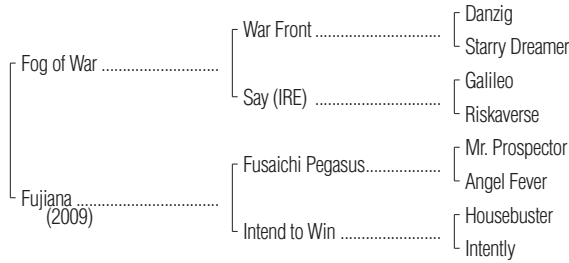 Danzig
War Front ................................
Starry Dreamer
Fog of War ..............................
Galileo
Say (IRE) ................................
Riskaverse
Mr. Prospector
Fusaichi Pegasus...................
Angel Fever
Fujiana .....................................
(2009)
Housebuster
Intend to Win .........................
Intently